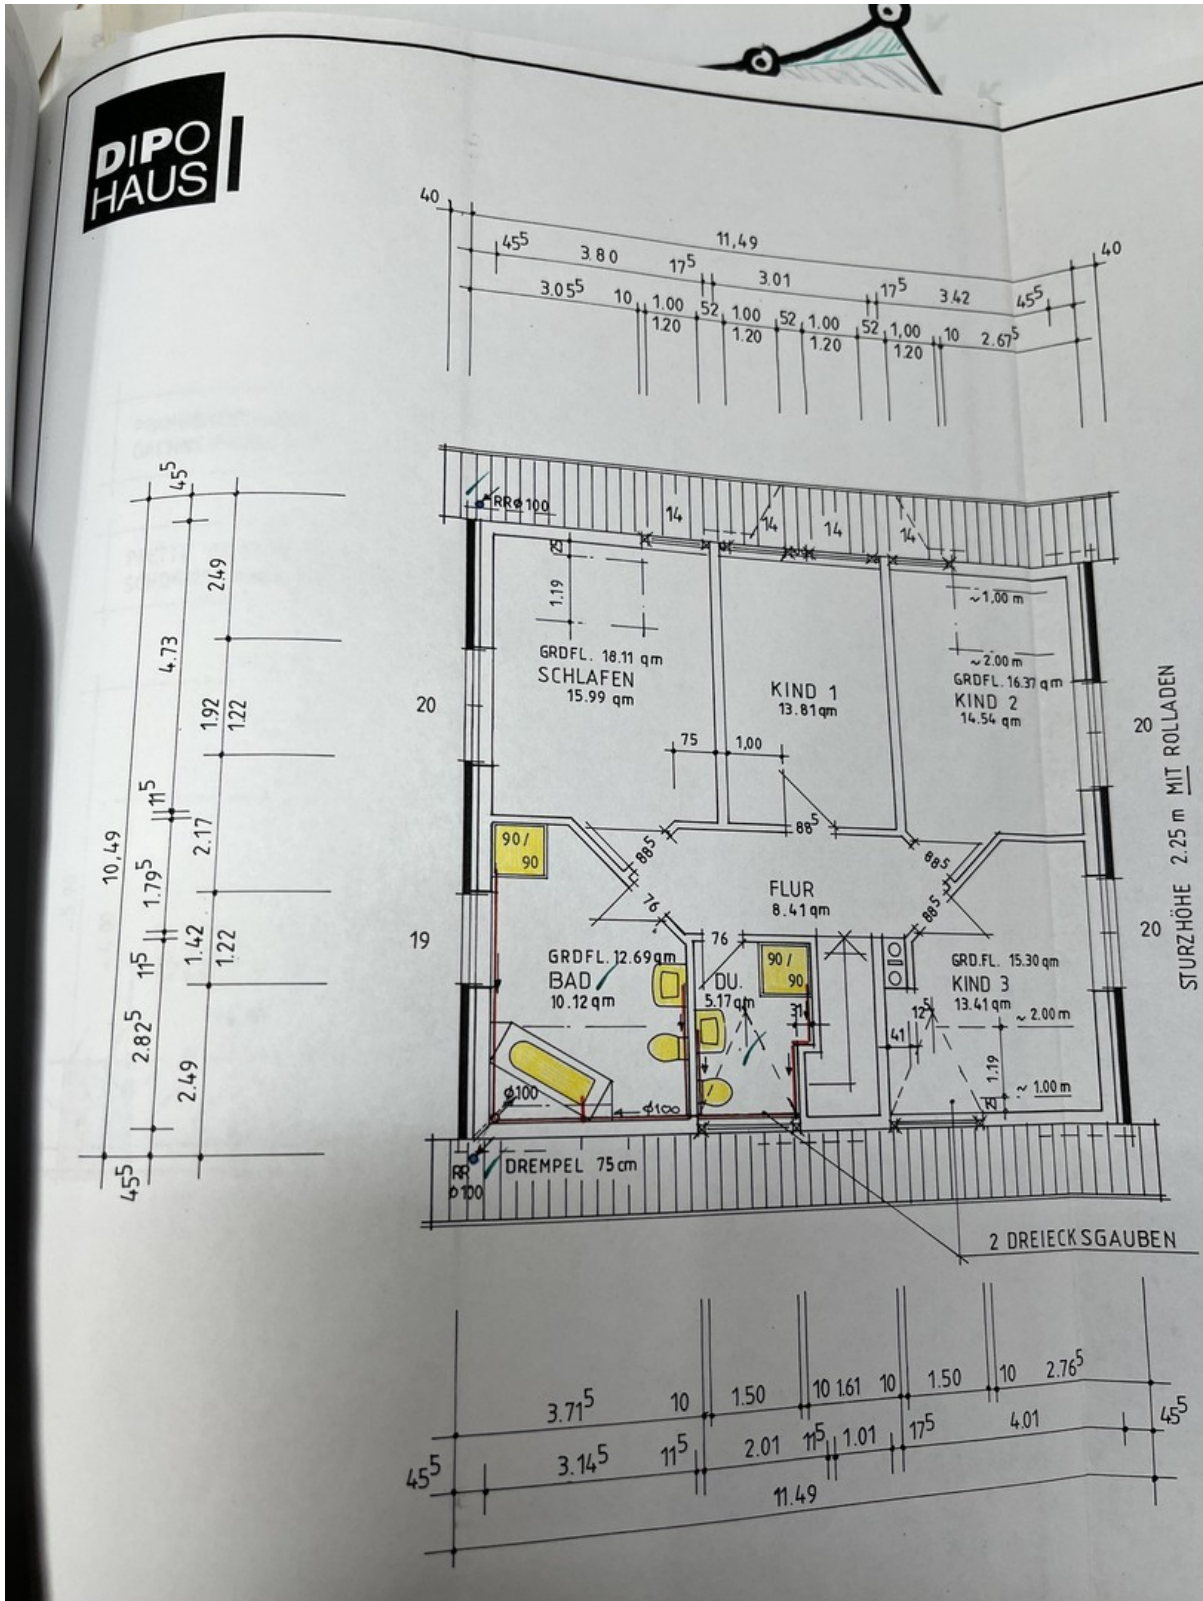 DIPO
HAUS
40
11,49
40
45⁵
3.80
17⁵
3.01
17⁵
3.42
45⁵
3.05⁵
10
1.00
52
1.00
52
1.00
52
1,00
10
2.67⁵
1.20
1.20
1.20
1.20
45⁵
2.49
4.73
1.92
1.22
11⁵
2.17
10,49
1.79⁵
1.42
1.22
11⁵
2.82⁵
2.49
45⁵
RR Ø 100
14
14
14
14
25
1.19
~ 1,00 m
~ 2.00 m
GRDFL. 18.11 qm
SCHLAFEN
15.99 qm
KIND 1
13.81 qm
GRDFL. 16.37 qm
KIND 2
14.54 qm
20
20
75
1,00
STURZHÖHE 2.25 m MIT ROLLADEN
90 /
90
88⁵
88⁵
88⁵
88⁵
76
FLUR
8.41 qm
19
20
76
GRDFL. 12.69 qm
BAD
10.12 qm
DU.
5.17 qm
90 /
90
31
GRD.FL. 15.30 qm
KIND 3
13.41 qm
12⁵
41
~ 2.00 m
1.19
25
~ 1.00 m
Ø100
Ø100
RR
Ø100
DREMPEL 75 cm
2 DREIECKSGAUBEN
3.71⁵
10
1.50
10
1.61
10
1.50
10
2.76⁵
45⁵
3.14⁵
11⁵
2.01
11⁵
1.01
17⁵
4.01
45⁵
11.49